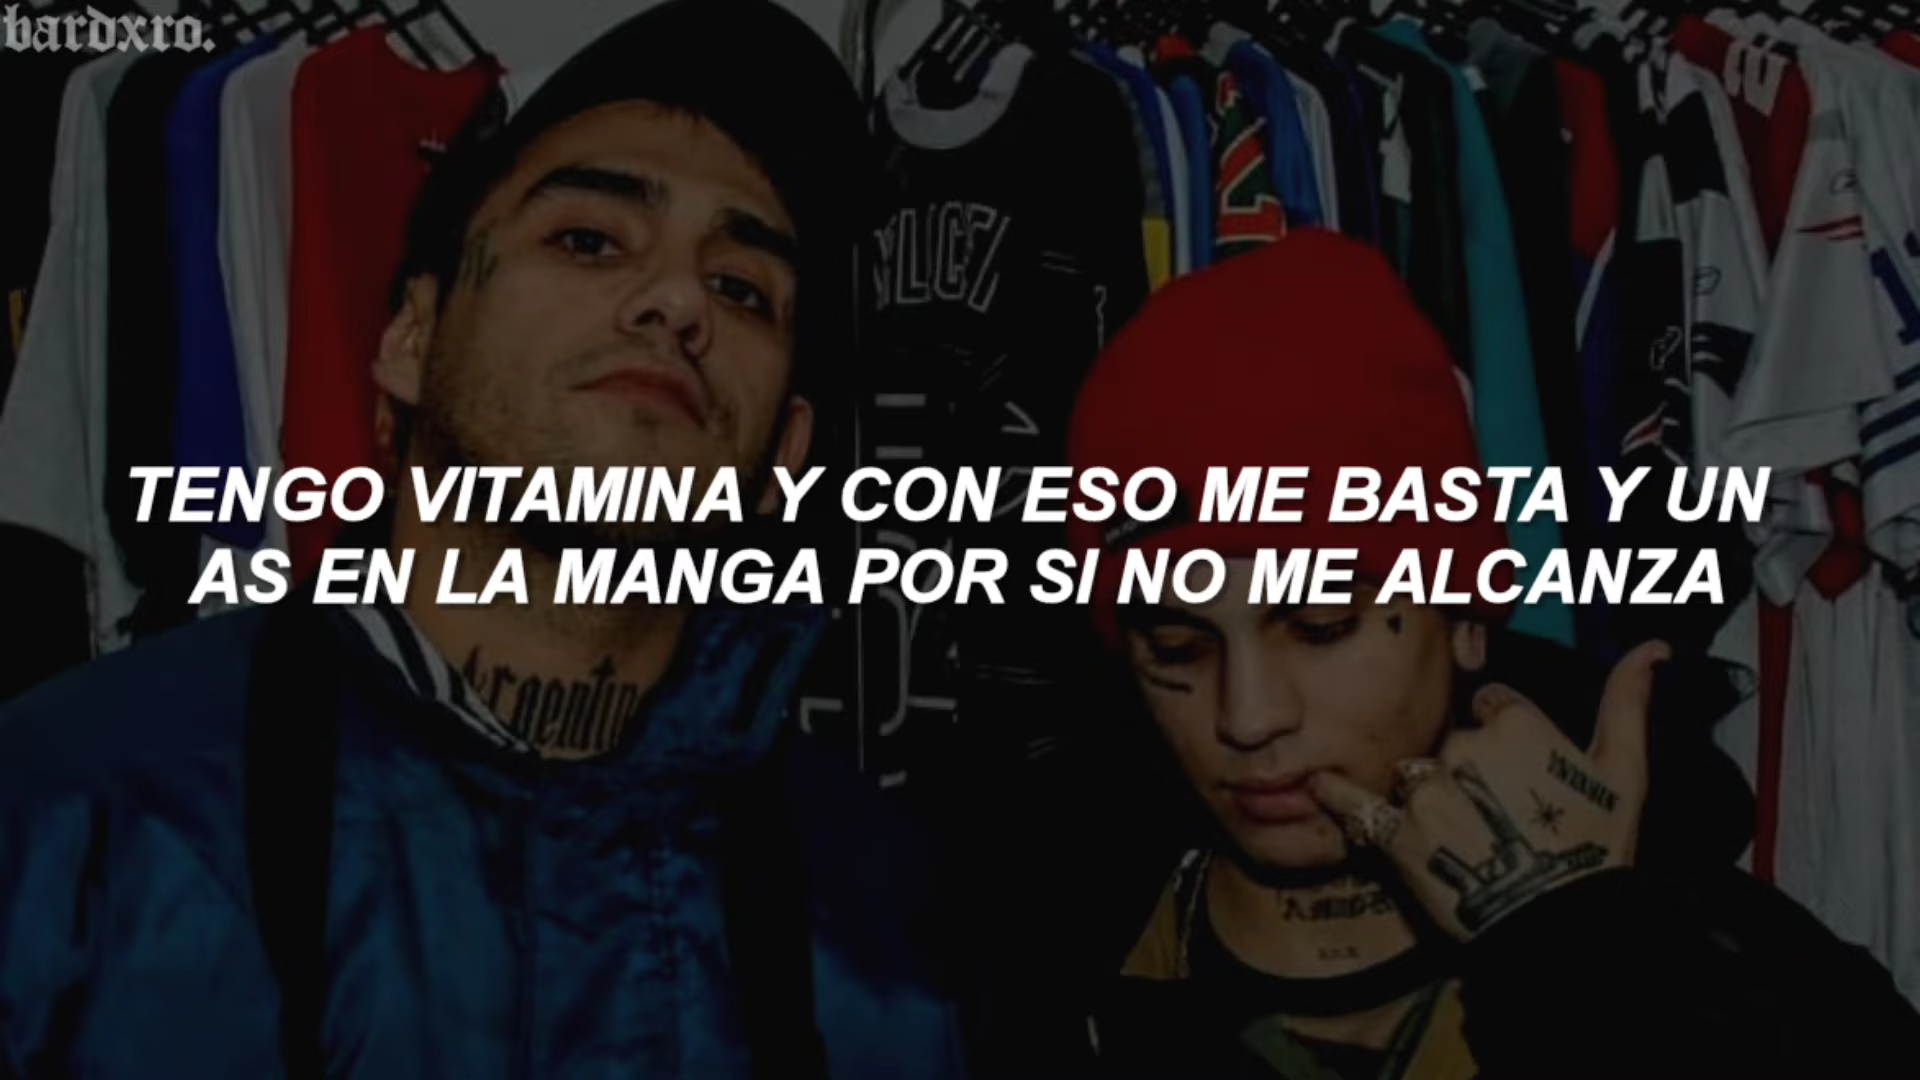 bardxro.
TENGO VITAMINA Y CON ESO ME BASTA Y UN
AS EN LA MANGA POR SI NO ME ALCANZA